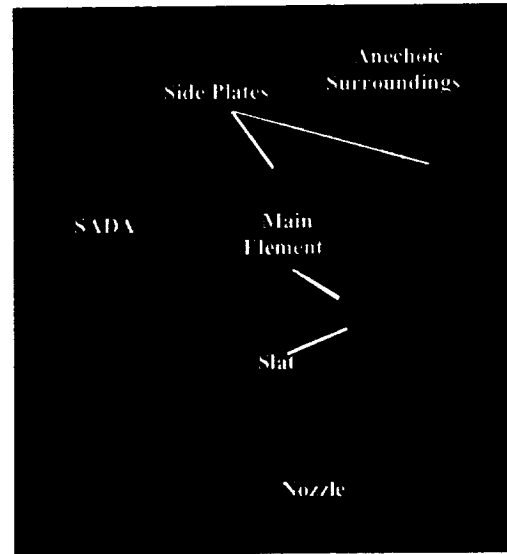 Anechoic
Surroundings
Side Plates
SADA
Main
Element
Slat
Nozzle